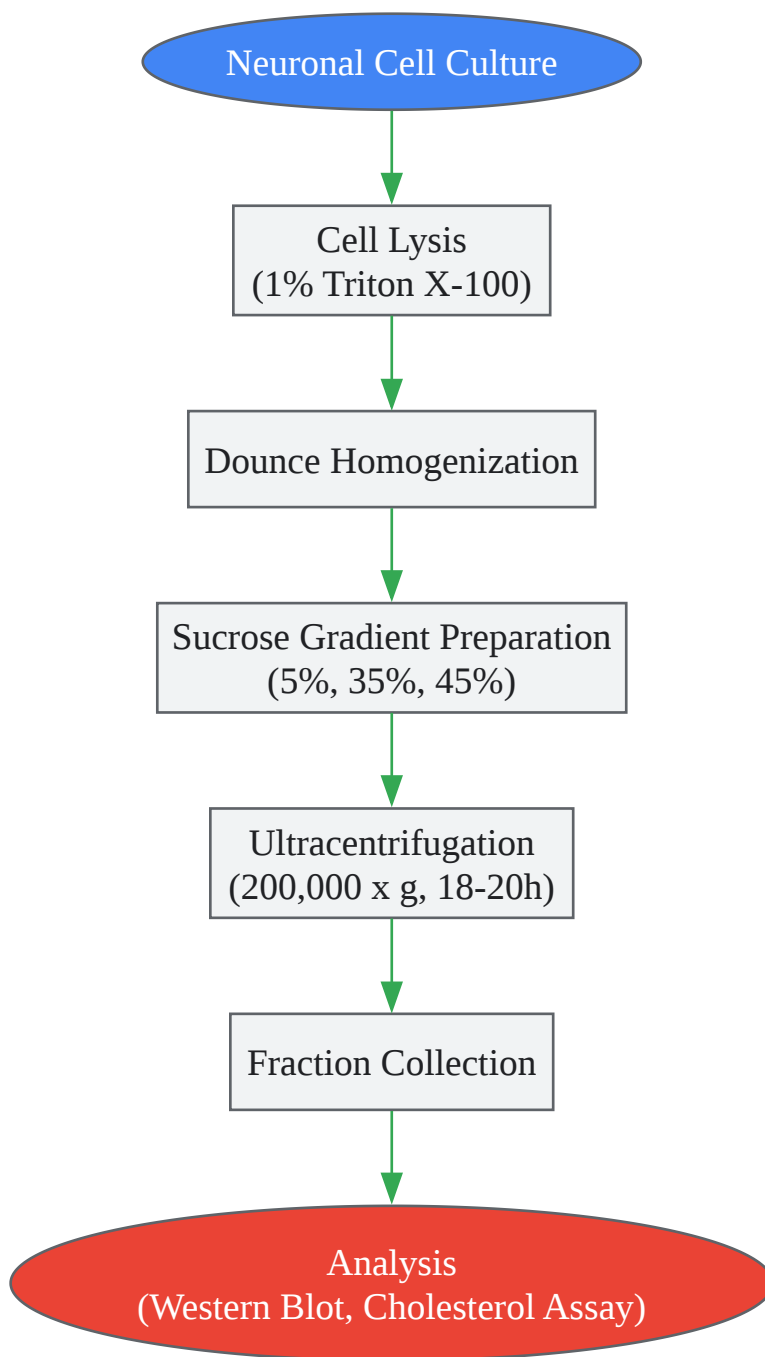 Neuronal Cell Culture
Cell Lysis
(1% Triton X-100)
Dounce Homogenization
Sucrose Gradient Preparation
(5%, 35%, 45%)
Ultracentrifugation
(200,000 x g, 18-20h)
Fraction Collection
Analysis
(Western Blot, Cholesterol Assay)